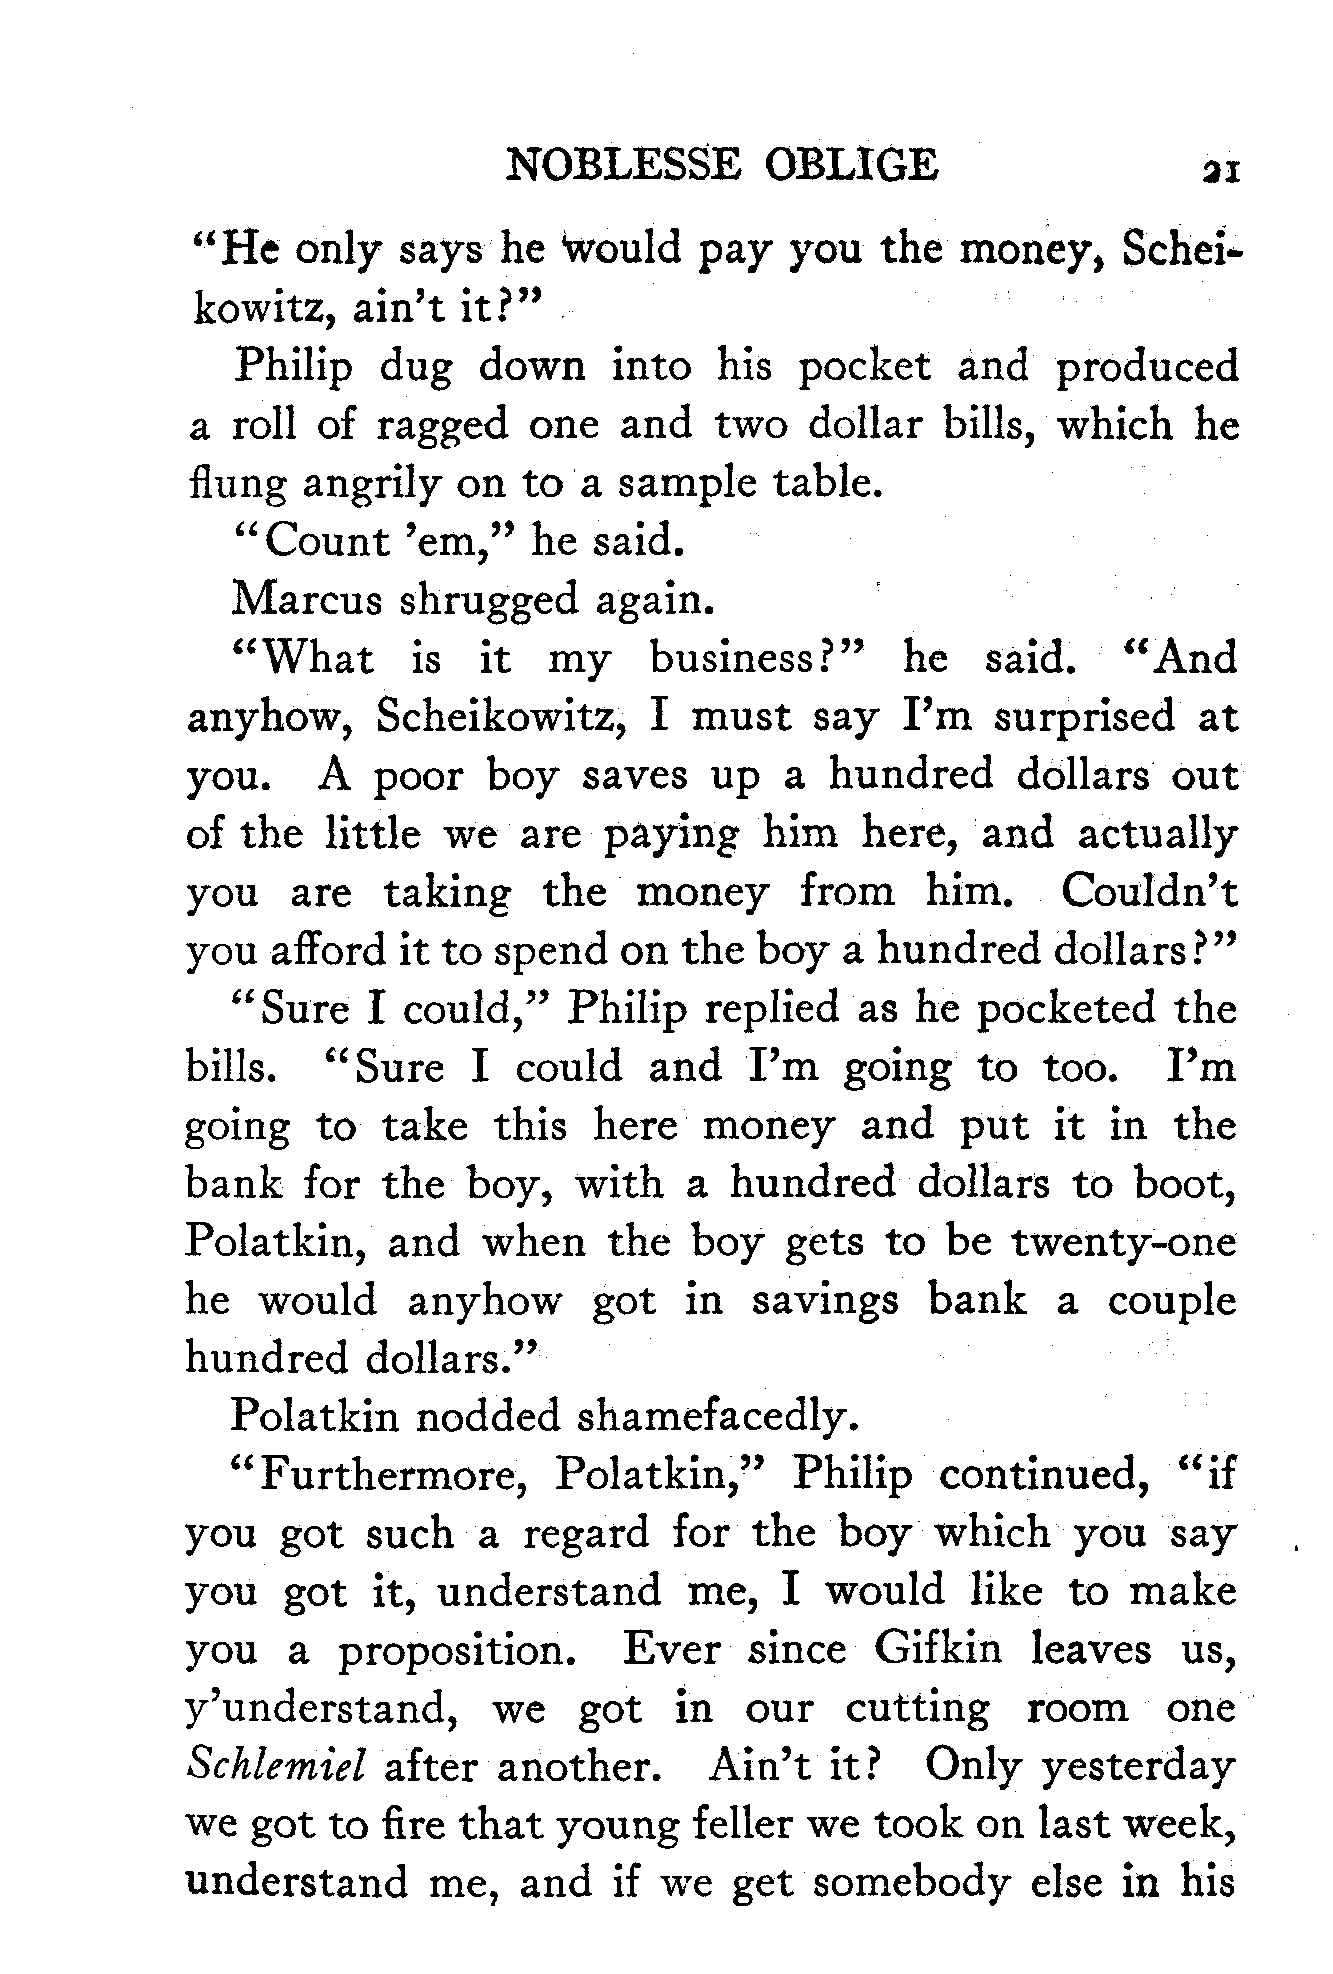 NOBLESSE OBLIGE 21
“He only says he would pay you the money, Schei-
kowitz, ain’t it?”
Philip dug down into his pocket and produced
a roll of ragged one and two dollar bills, which he
flung angrily on to a sample table.
“Count ’em,” he said.
Marcus shrugged again.
“What is it my business?” he said. “And
anyhow, Scheikowitz, I must say I’m surprised at
you. A poor boy saves up a hundred dollars out
of the little we are paying him here, and actually
you are taking the money from him. Couldn’t
you afford it to spend on the boy a hundred dollars?”
“Sure I could,” Philip replied as he pocketed the
bills. “Sure I could and I’m going to too. I’m
going to take this here money and put it in the
bank for the boy, with a hundred dollars to boot,
Polatkin, and when the boy gets to be twenty-one
he would anyhow got in savings bank a couple
hundred dollars.”
Polatkin nodded shamefacedly.
“Furthermore, Polatkin,” Philip continued, “if
you got such a regard for the boy which you say
you got it, understand me, I would like to make
you a proposition. Ever since Gifkin leaves us,
y’understand, we got in our cutting room one
Schlemiel after another. Ain’t it? Only yesterday
we got to fire that young feller we took on last week,
understand me, and if we get somebody else in his